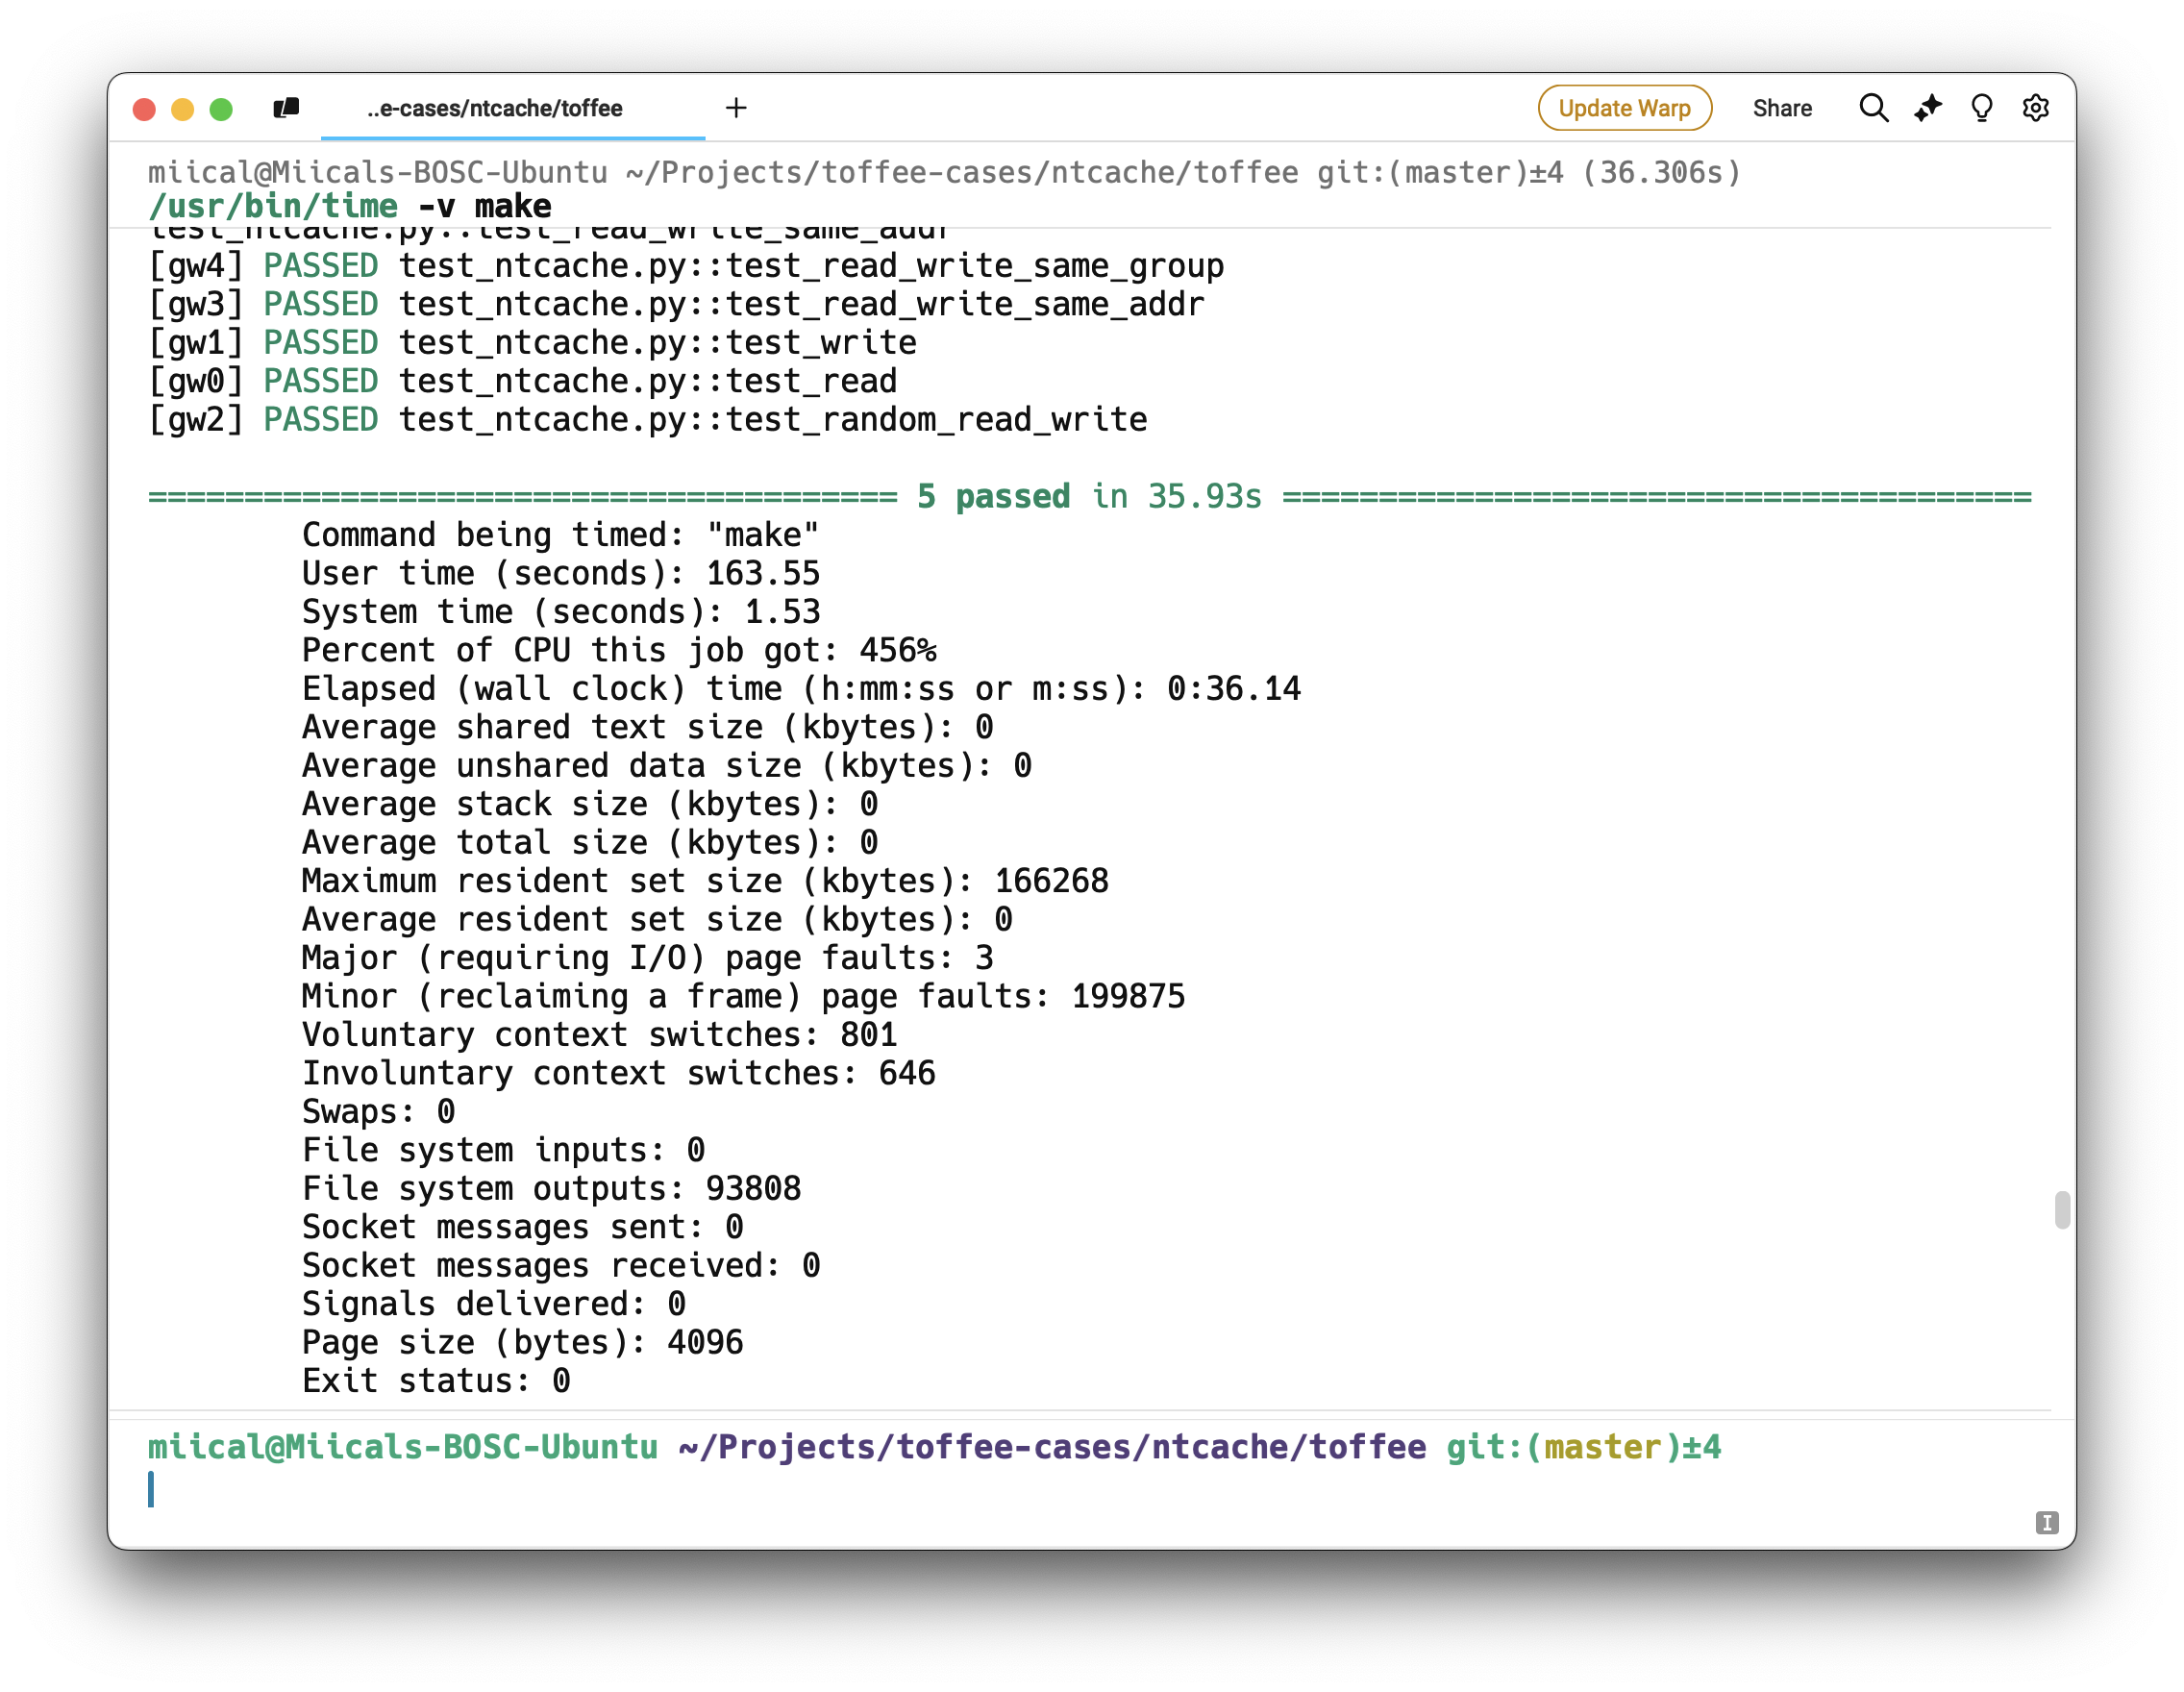 ..e-cases/ntcache/toffee
Update Warp
Share
miical@Miicals-BOSC-Ubuntu ~/Projects/toffee-cases/ntcache/toffee git:(master)±4 (36.306s)
/usr/bin/time -v make
test_ntcache.py::test_read_write_same_addr
[gw4] PASSED test_ntcache.py::test_read_write_same_group
[gw3] PASSED test_ntcache.py::test_read_write_same_addr
[gw1] PASSED test_ntcache.py::test_write
[gw0] PASSED test_ntcache.py::test_read
[gw2] PASSED test_ntcache.py::test_random_read_write
======================================= 5 passed in 35.93s =======================================
Command being timed: "make"
User time (seconds): 163.55
System time (seconds): 1.53
Percent of CPU this job got: 456%
Elapsed (wall clock) time (h:mm:ss or m:ss): 0:36.14
Average shared text size (kbytes): 0
Average unshared data size (kbytes): 0
Average stack size (kbytes): 0
Average total size (kbytes): 0
Maximum resident set size (kbytes): 166268
Average resident set size (kbytes): 0
Major (requiring I/O) page faults: 3
Minor (reclaiming a frame) page faults: 199875
Voluntary context switches: 801
Involuntary context switches: 646
Swaps: 0
File system inputs: 0
File system outputs: 93808
Socket messages sent: 0
Socket messages received: 0
Signals delivered: 0
Page size (bytes): 4096
Exit status: 0
miical@Miicals-BOSC-Ubuntu ~/Projects/toffee-cases/ntcache/toffee git:(master)±4